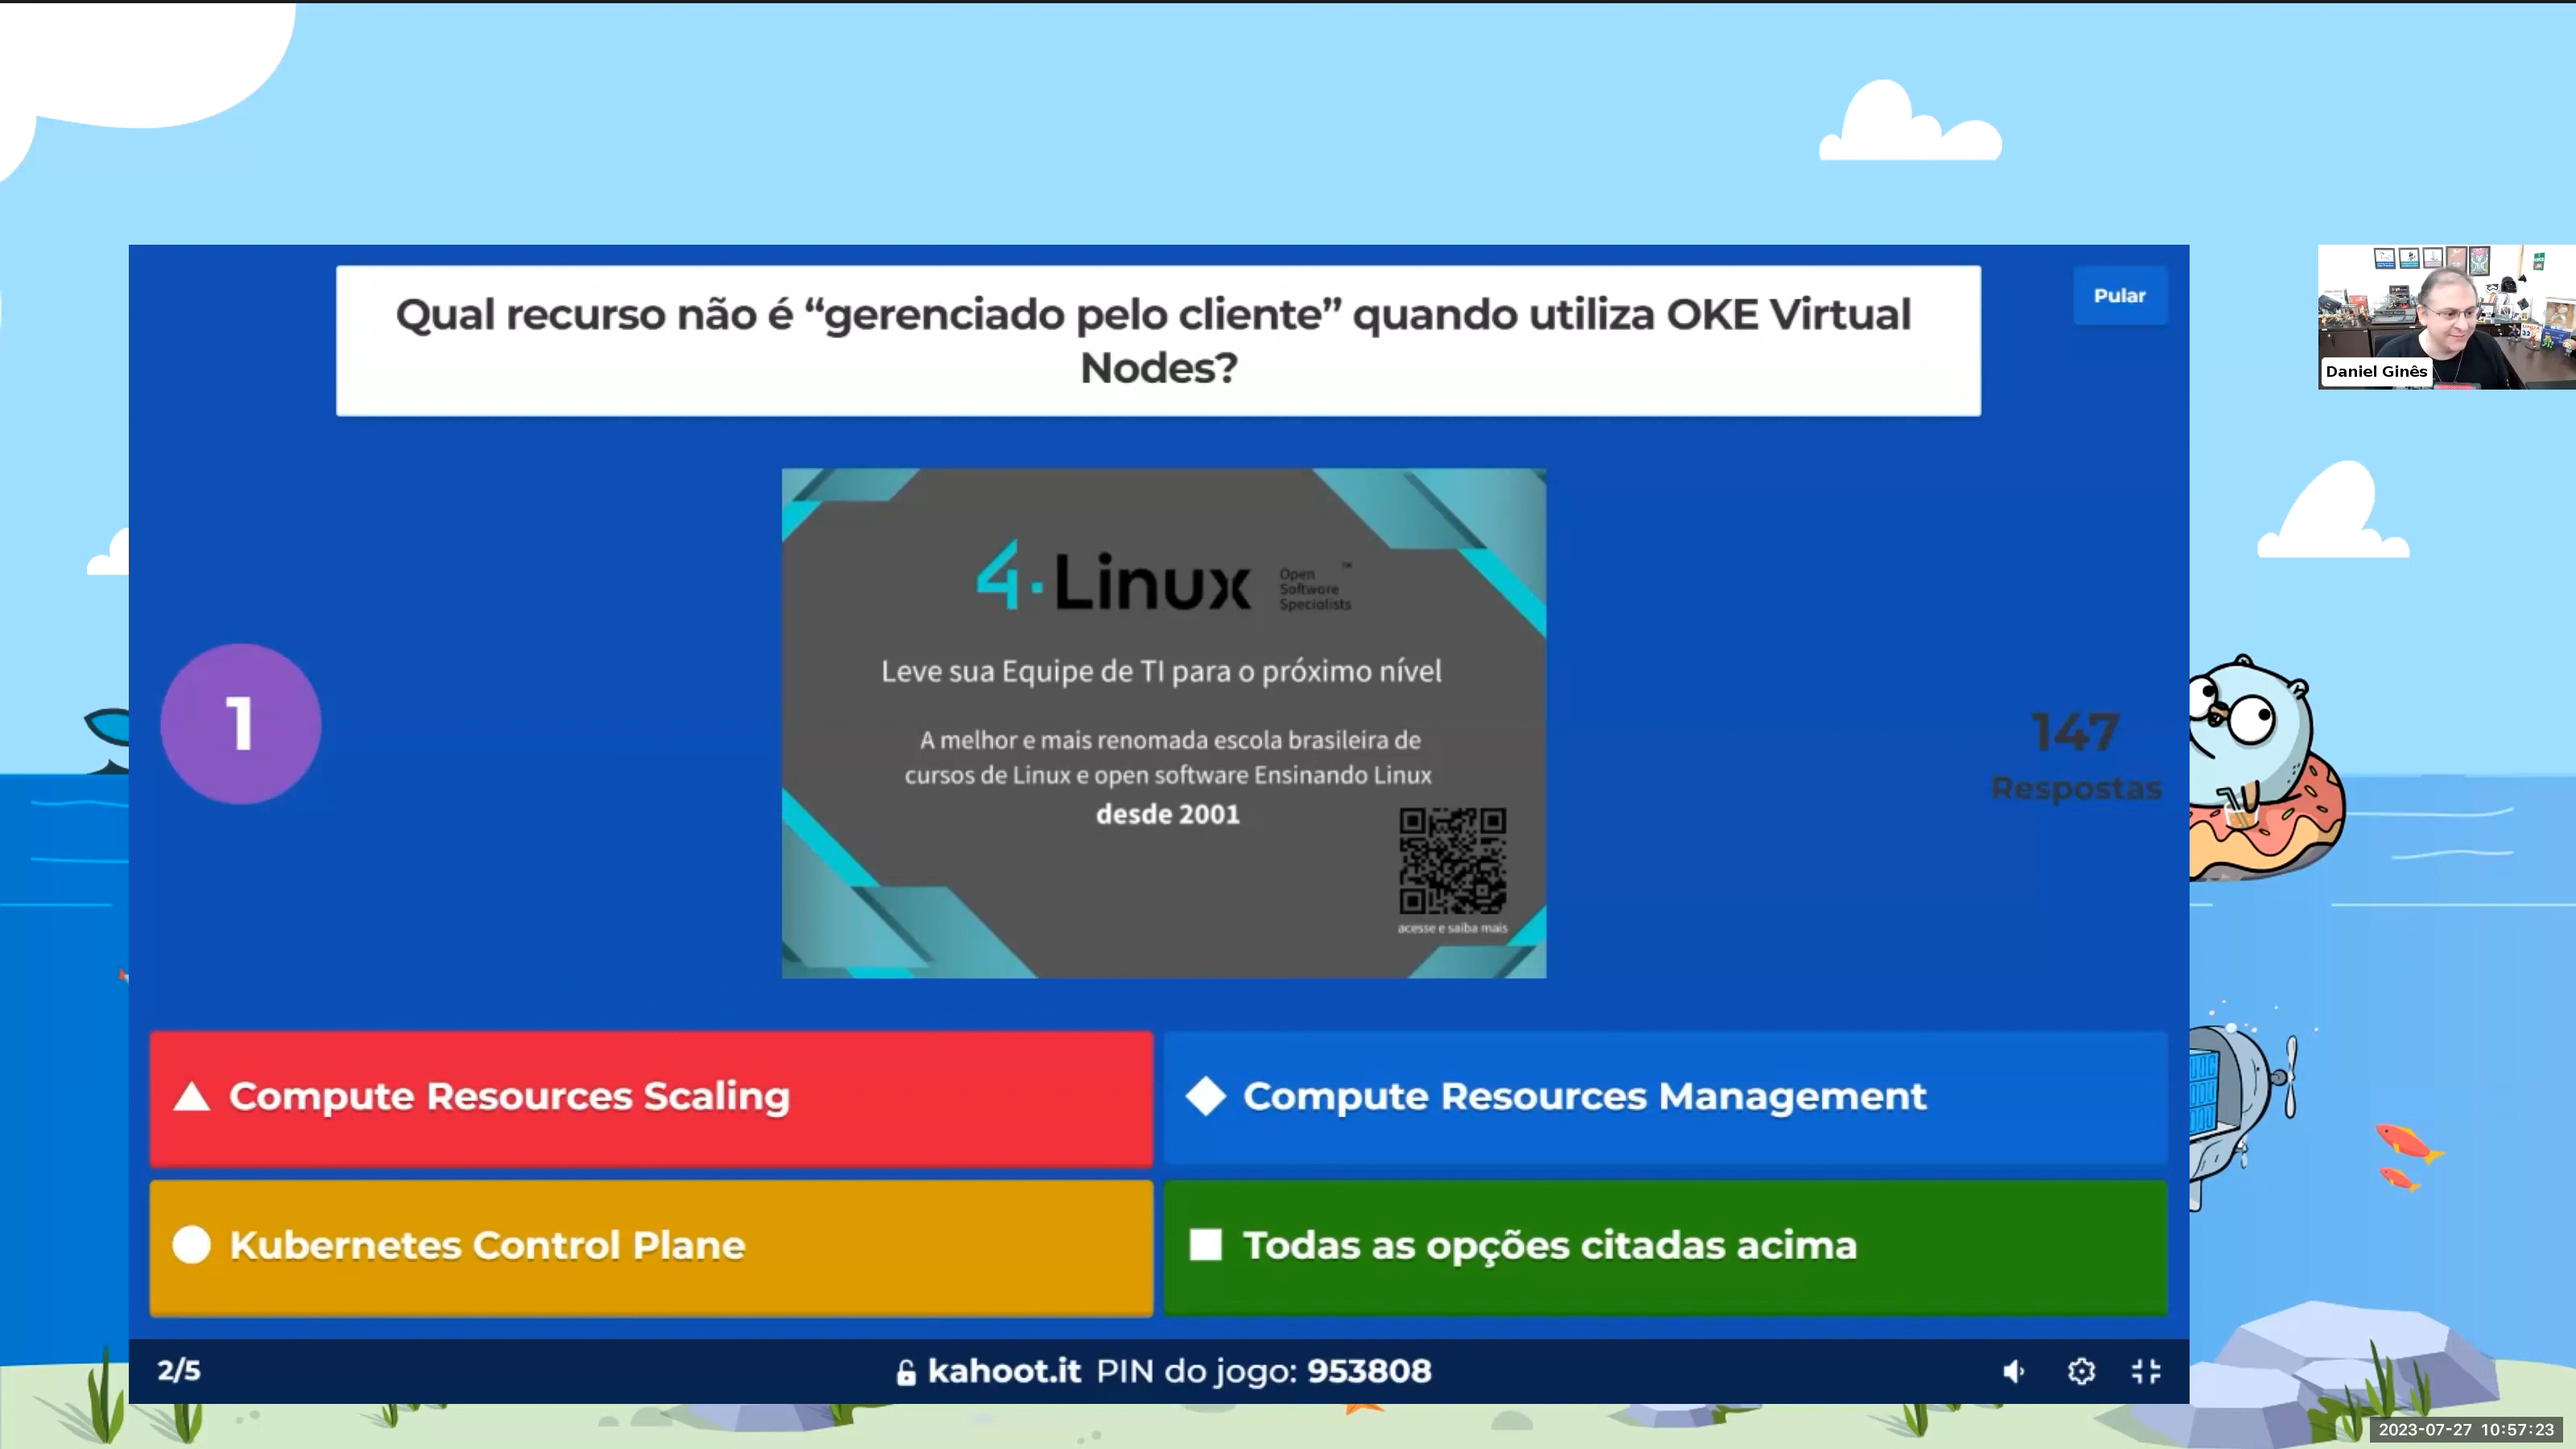 Qual recurso não é “gerenciado pelo cliente” quando utiliza OKE Virtual
Nodes?
Pular
Daniel Ginês
4·Linux
Open
Software
Specialists
™
Leve sua Equipe de TI para o próximo nível
A melhor e mais renomada escola brasileira de
cursos de Linux e open software Ensinando Linux
desde 2001
acesse e saiba mais
1
147
Respostas
Compute Resources Scaling
Compute Resources Management
Kubernetes Control Plane
Todas as opções citadas acima
2/5
kahoot.it PIN do jogo: 953808
2023-07-27 10:57:23